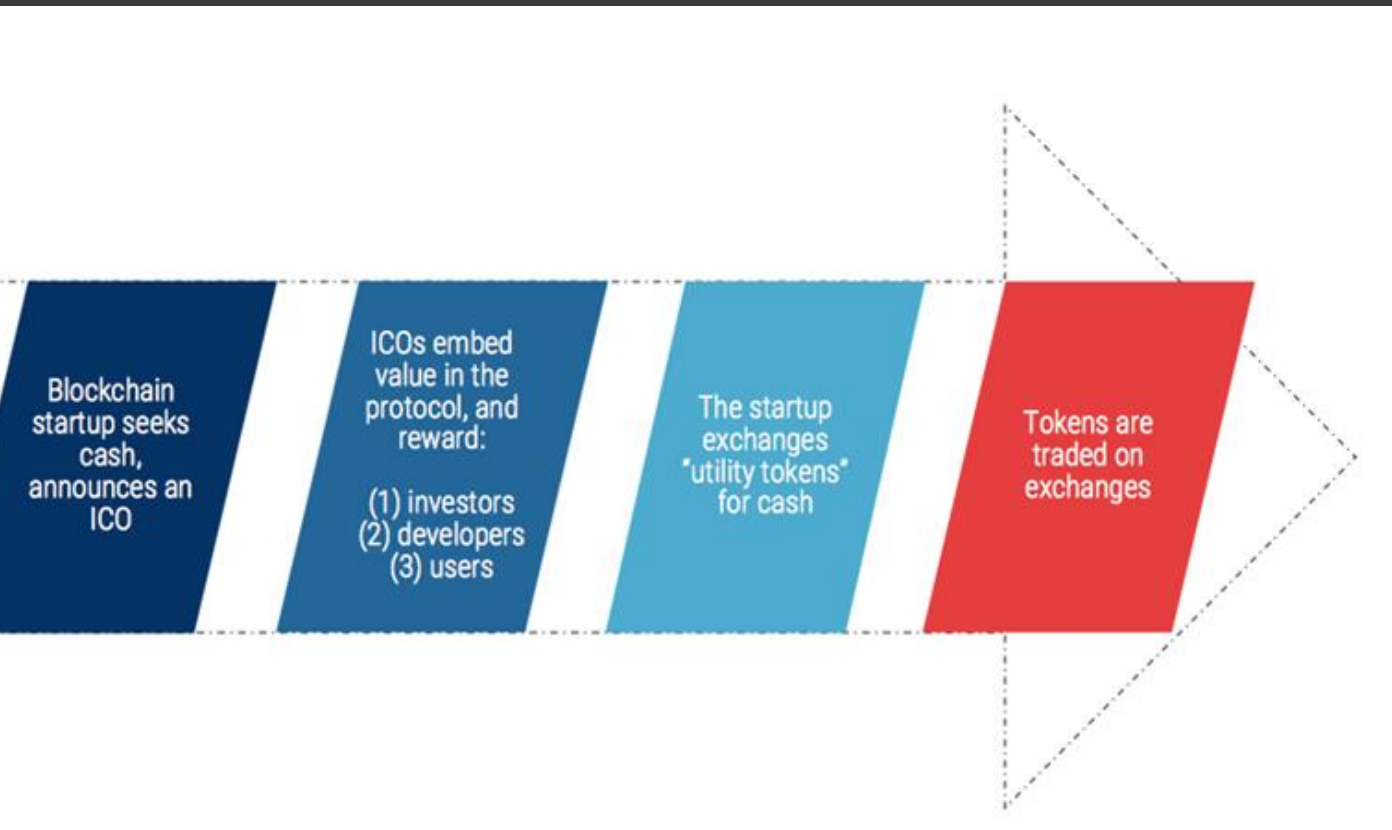 Blockchain
startup seeks
cash,
announces an
ICO
ICOs embed
value in the
protocol, and
reward:
(1) investors
(2) developers
(3) users
The startup
exchanges
"utility tokens"
for cash
Tokens are
traded on
exchanges